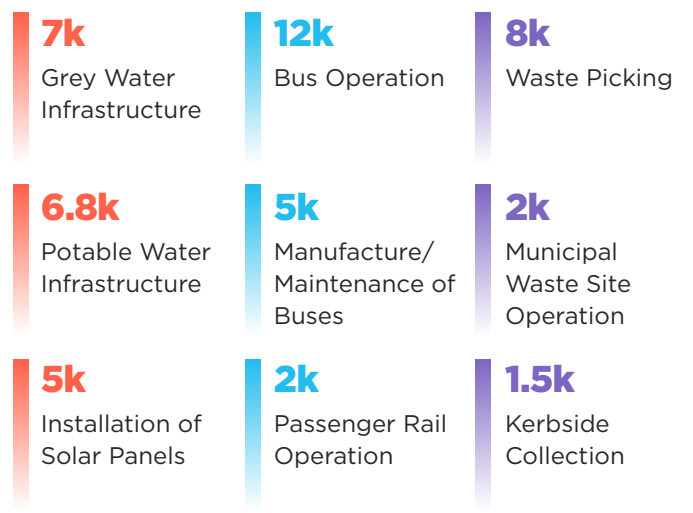 7k
Grey Water
Infrastructure
12k
Bus Operation
8k
Waste Picking
6.8k
Potable Water
Infrastructure
5k
Manufacture/
Maintenance of
Buses
2k
Municipal
Waste Site
Operation
5k
Installation of
Solar Panels
2k
Passenger Rail
Operation
1.5k
Kerbside
Collection